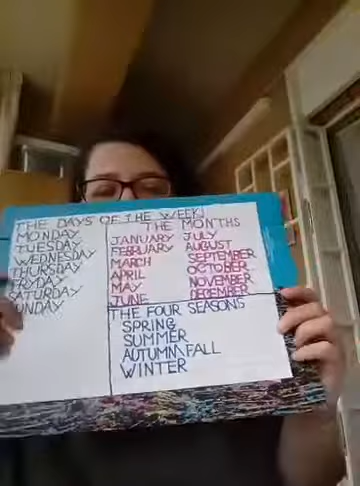 THE DAYS OF THE WEEK
MONDAY
TUESDAY
WEDNESDAY
THURSDAY
FRYDAY
SATURDAY
SUNDAY
THE MONTHS
JANUARY JULY
FEBRUARY AUGUST
MARCH SEPTEMBER
APRIL OCTOBER
MAY NOVEMBER
JUNE DECEMBER
THE FOUR SEASONS
SPRING
SUMMER
AUTUMN/FALL
WINTER